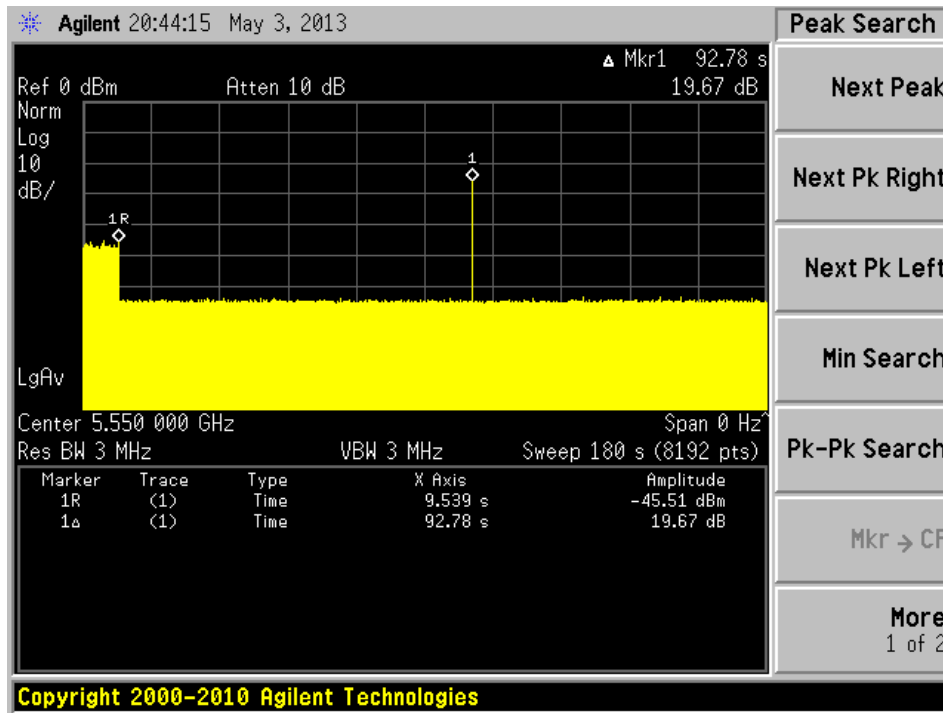 Agilent 20:44:15 May 3, 2013
Peak Search
Δ Mkr1 92.78 s
Ref 0 dBm Atten 10 dB 19.67 dB
Norm
Log
10
dB/
1R
1
LgAv
Center 5.550 000 GHz Span 0 Hz^
Res BW 3 MHz VBW 3 MHz Sweep 180 s (8192 pts)
Marker Trace Type X Axis Amplitude
1R (1) Time 9.539 s -45.51 dBm
1Δ (1) Time 92.78 s 19.67 dB
Next Peak
Next Pk Right
Next Pk Left
Min Search
Pk-Pk Search
Mkr → CF
More
1 of 2
Copyright 2000-2010 Agilent Technologies